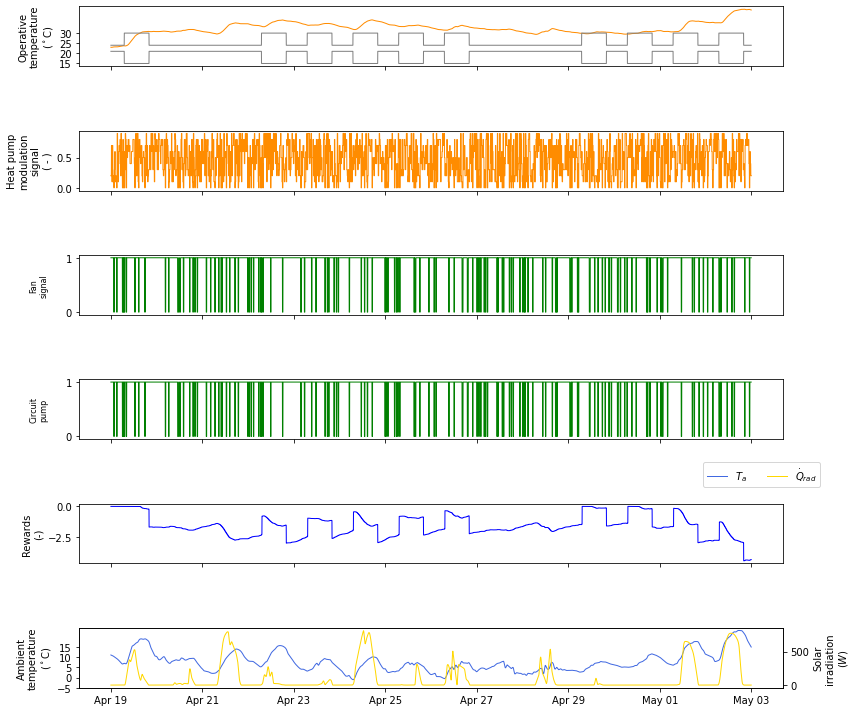 Operative
temperature
(°C)
30
25
20
15
Heat pump
modulation
signal
( - )
0.5
0.0
Fan
signal
1
0
Circuit
pump
1
0
T_a
Q̇_rad
Rewards
(-)
0.0
−2.5
Ambient
temperature
(°C)
15
10
5
0
−5
Solar
irradiation
(W)
500
0
Apr 19 Apr 21 Apr 23 Apr 25 Apr 27 Apr 29 May 01 May 03